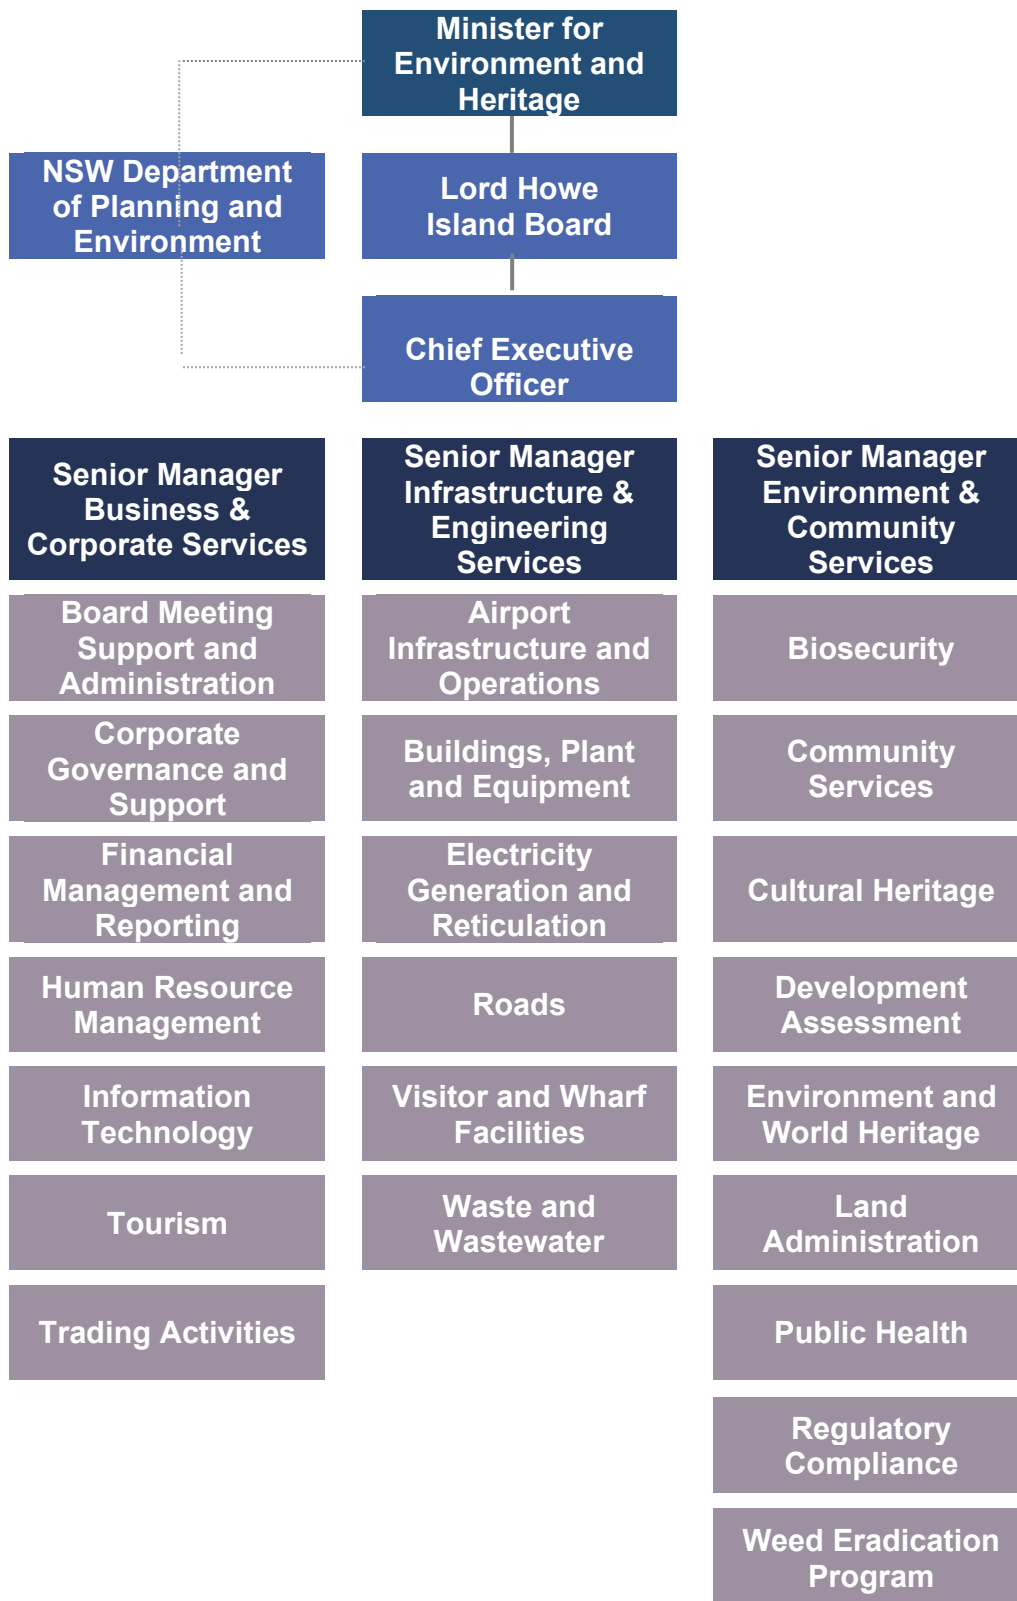 Minister for
Environment and
Heritage
NSW Department
of Planning and
Environment
Lord Howe
Island Board
Chief Executive
Officer
Senior Manager
Business &
Corporate Services
Board Meeting
Support and
Administration
Corporate
Governance and
Support
Financial
Management and
Reporting
Human Resource
Management
Information
Technology
Tourism
Trading Activities
Senior Manager
Infrastructure &
Engineering
Services
Airport
Infrastructure and
Operations
Buildings, Plant
and Equipment
Electricity
Generation and
Reticulation
Roads
Visitor and Wharf
Facilities
Waste and
Wastewater
Senior Manager
Environment &
Community
Services
Biosecurity
Community
Services
Cultural Heritage
Development
Assessment
Environment and
World Heritage
Land
Administration
Public Health
Regulatory
Compliance
Weed Eradication
Program